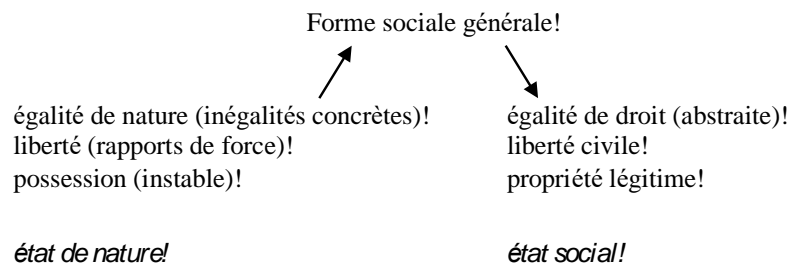 Forme sociale générale!
égalité de nature (inégalités concrètes)!
liberté (rapports de force)!
possession (instable)!
état de nature!
égalité de droit (abstraite)!
liberté civile!
propriété légitime!
état social!